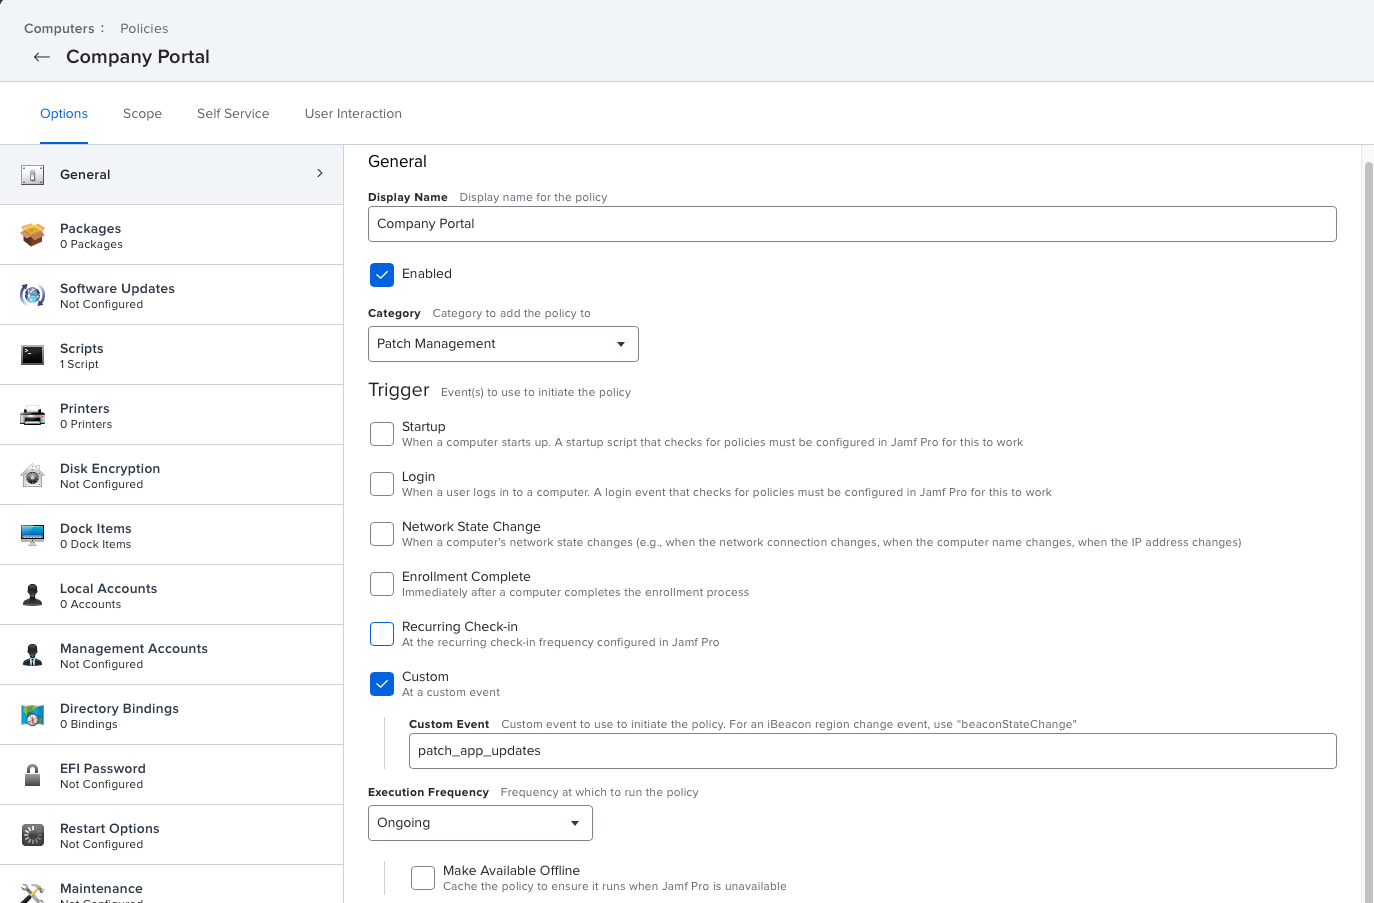 Computers : Policies
← Company Portal
Options Scope Self Service User Interaction
General
Packages
0 Packages
Software Updates
Not Configured
Scripts
1 Script
Printers
0 Printers
Disk Encryption
Not Configured
Dock Items
0 Dock Items
Local Accounts
0 Accounts
Management Accounts
Not Configured
Directory Bindings
0 Bindings
EFI Password
Not Configured
Restart Options
Not Configured
Maintenance
Not Configured
General
Display Name Display name for the policy
Company Portal
Enabled
Category Category to add the policy to
Patch Management
Trigger Event(s) to use to initiate the policy
Startup
When a computer starts up. A startup script that checks for policies must be configured in Jamf Pro for this to work
Login
When a user logs in to a computer. A login event that checks for policies must be configured in Jamf Pro for this to work
Network State Change
When a computer's network state changes (e.g., when the network connection changes, when the computer name changes, when the IP address changes)
Enrollment Complete
Immediately after a computer completes the enrollment process
Recurring Check-in
At the recurring check-in frequency configured in Jamf Pro
Custom
At a custom event
Custom Event Custom event to use to initiate the policy. For an iBeacon region change event, use “beaconStateChange”
patch_app_updates
Execution Frequency Frequency at which to run the policy
Ongoing
Make Available Offline
Cache the policy to ensure it runs when Jamf Pro is unavailable